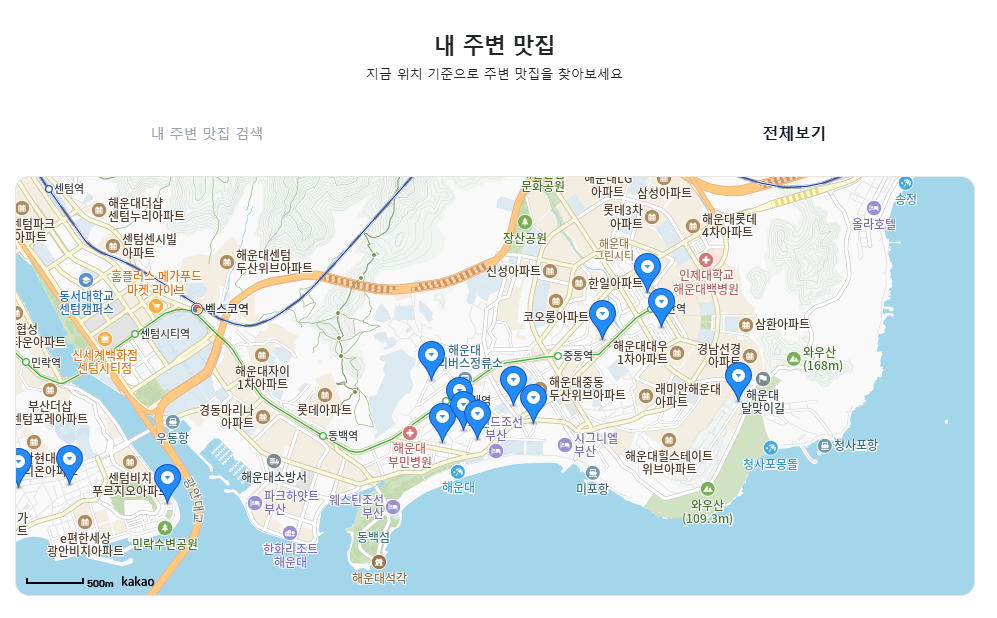 내 주변 맛집
지금 위치 기준으로 주변 맛집을 찾아보세요
내 주변 맛집 검색
전체보기
센텀역
해운대더샵
센텀누리아파트
센텀파크
아파트
센텀센시빌
아파트
동서대학교
센텀캠퍼스
홈플러스 메가푸드
마켓 라이브
해운대센텀
두산위브아파트
벡스코역
센텀시티역
신세계백화점
센텀시티점
협성
민락역
해운대자이
1차아파트
부산더샵
센텀포레아파트
경동마리나
아파트
롯데아파트
우동항
동백역
센텀비치
푸르지오아파트
해운대소방서
광안대교
파크하얏트
부산
e편한세상
광안비치아파트
민락수변공원
한화리조트
해운대
웨스틴조선
부산
동백섬
해운대석각
해운대
부민병원
해운대
해운대
문화공원
장산공원
해운대LG
아파트
삼성아파트
롯데3차
아파트
해운대롯데
4차아파트
해운대
그린시티
신성아파트
한일아파트
인제대학교
해운대백병원
코오롱아파트
중동역
해운대대우
1차아파트
삼환아파트
경남선경
아파트
와우산
(168m)
해운대중동
두산위브아파트
래미안해운대
아파트
해운대
달맞이길
부산
시그니엘
부산
미포항
해운대힐스테이트
위브아파트
청사포몽돌
청사포항
와우산
(109.3m)
송정
올라호텔
500m
kakao